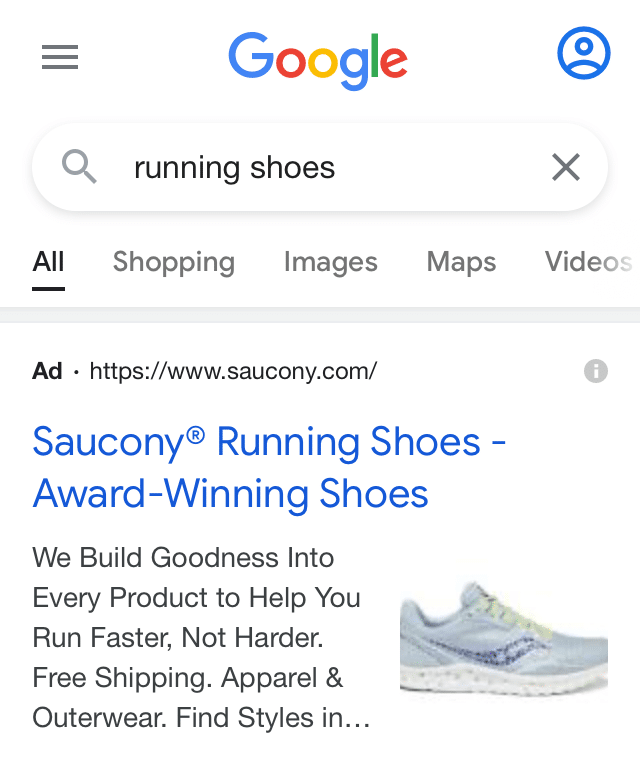 Google
running shoes
All Shopping Images Maps Videos
Ad · https://www.saucony.com/
Saucony® Running Shoes -
Award-Winning Shoes
We Build Goodness Into
Every Product to Help You
Run Faster, Not Harder.
Free Shipping. Apparel &
Outerwear. Find Styles in…